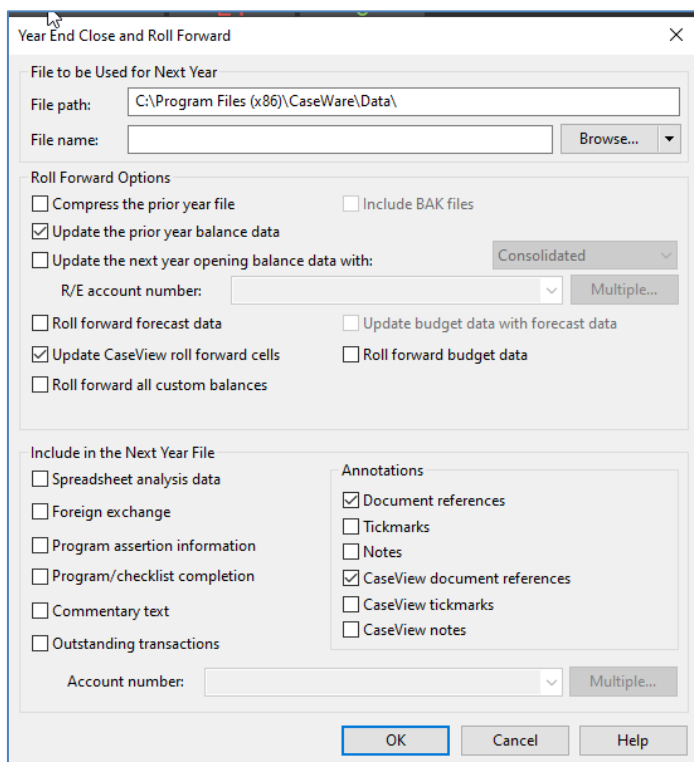 Year End Close and Roll Forward
File to be Used for Next Year
File path: C:\Program Files (x86)\CaseWare\Data\
File name: Browse...
Roll Forward Options
Compress the prior year file Include BAK files
Update the prior year balance data
Update the next year opening balance data with: Consolidated
R/E account number: Multiple...
Roll forward forecast data Update budget data with forecast data
Update CaseView roll forward cells Roll forward budget data
Roll forward all custom balances
Include in the Next Year File
Spreadsheet analysis data
Foreign exchange
Program assertion information
Program/checklist completion
Commentary text
Outstanding transactions
Annotations
Document references
Tickmarks
Notes
CaseView document references
CaseView tickmarks
CaseView notes
Account number: Multiple...
OK Cancel Help